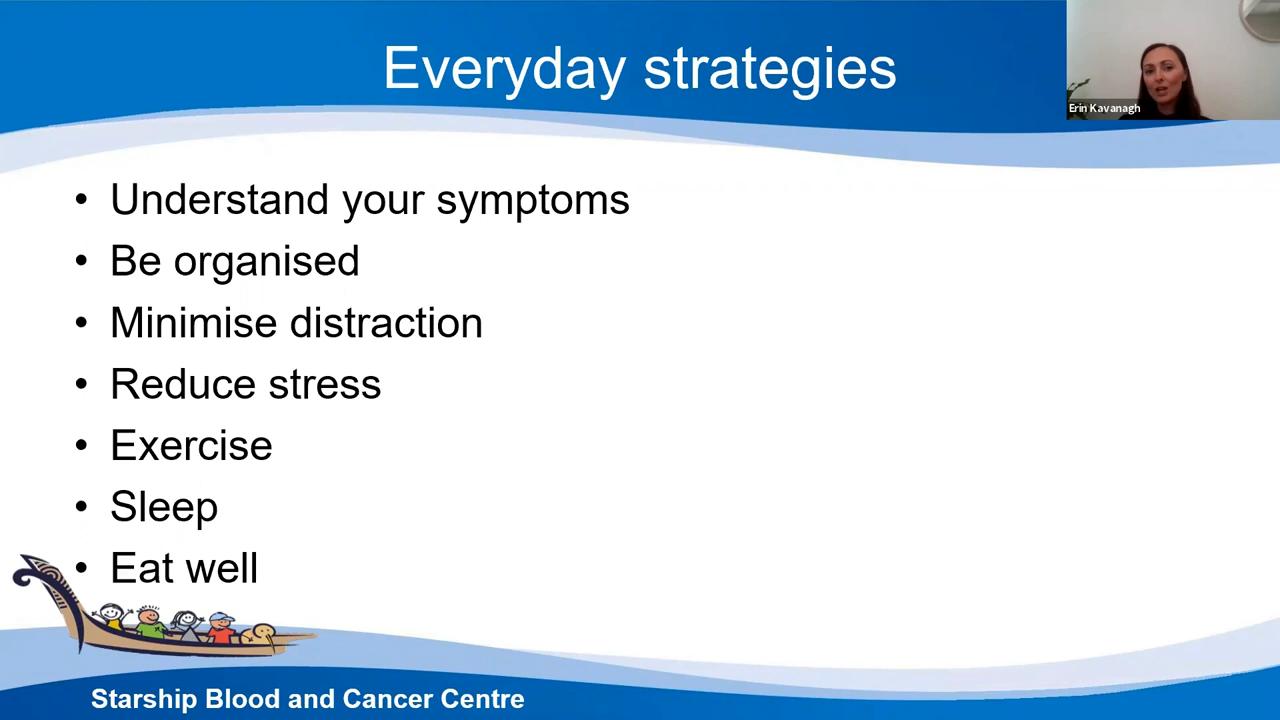 Everyday strategies
Erin Kavanagh
• Understand your symptoms
• Be organised
• Minimise distraction
• Reduce stress
• Exercise
• Sleep
• Eat well
Starship Blood and Cancer Centre